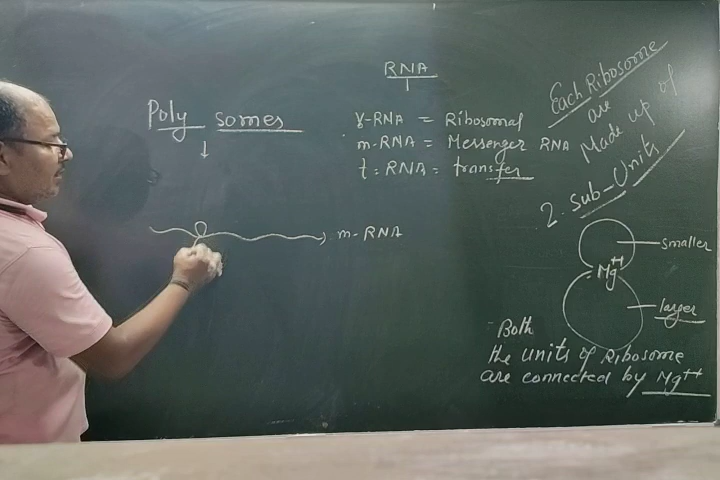 Poly somes
m-RNA
RNA
r-RNA = Ribosomal
m-RNA = Messenger RNA
t-RNA = transfer
Each Ribosome
are
Made up of
2. Sub-Units
smaller
Mg++
larger
- Both
the units of Ribosome
are connected by Mg++